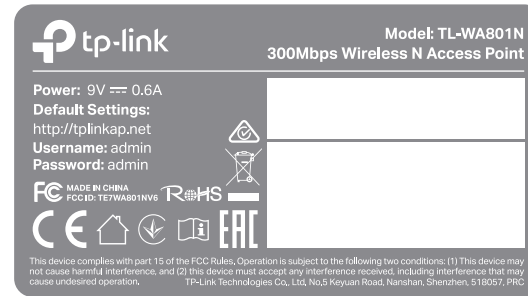 tp-link
Model: TL-WA801N
300Mbps Wireless N Access Point
Power: 9V ⎓ 0.6A
Default Settings:
http://tplinkap.net
Username: admin
Password: admin
FC MADE IN CHINA
FCC ID: TE7WA801NV6
RoHS
CE
EAC
This device complies with part 15 of the FCC Rules, Operation is subject to the following two conditions: (1) This device may
not cause harmful interference, and (2) this device must accept any interference received, including interference that may
cause undesired operation.
TP-Link Technologies Co., Ltd, No,5 Keyuan Road, Nanshan, Shenzhen, 518057, PRC